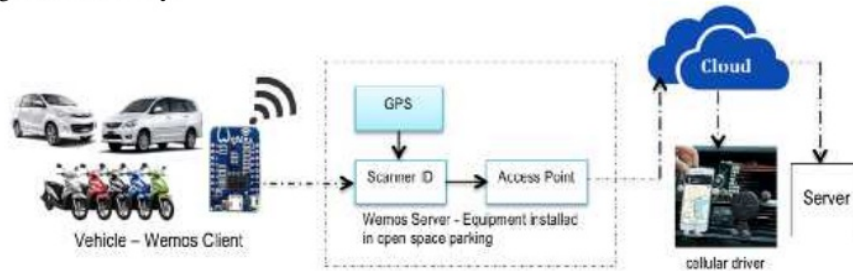 Cloud
GPS
Scanner ID
Access Point
Server
Wemos Server - Equipment installed
in open space parking
Vehicle – Wemos Client
cellular driver